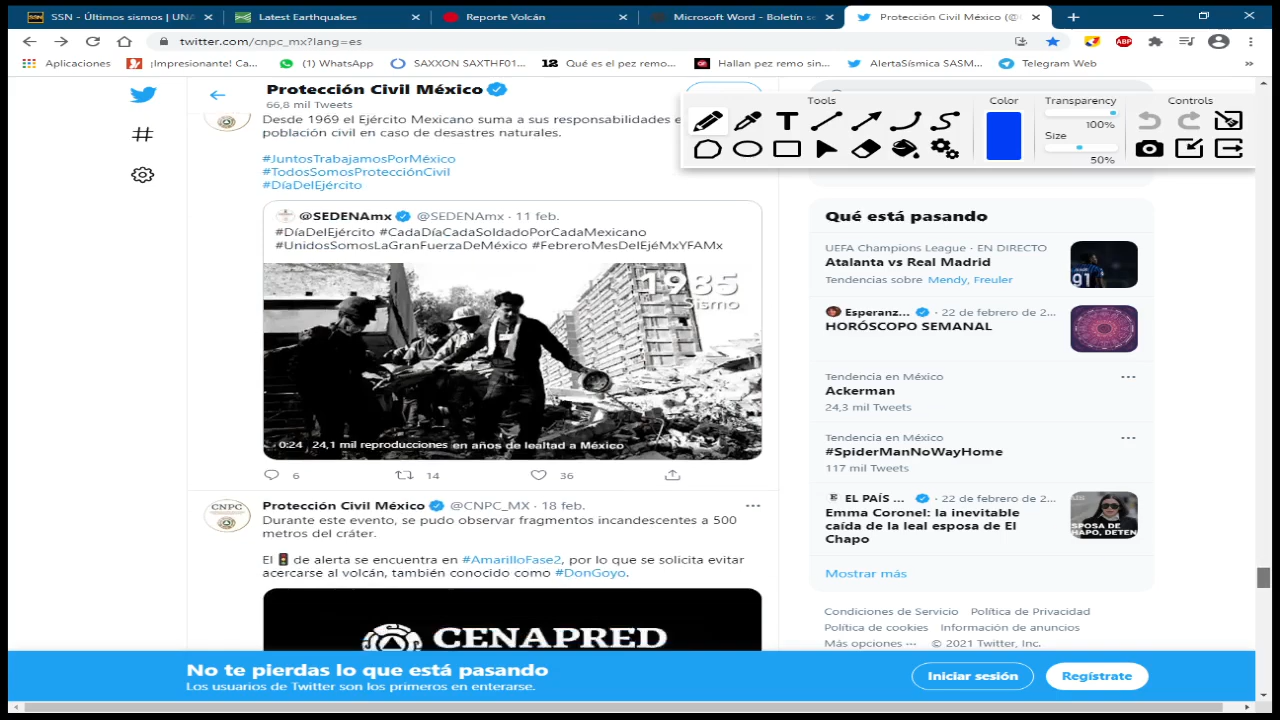 SSN - Últimos sismos | UNA
Latest Earthquakes
Reporte Volcán
Microsoft Word - Boletín s
Protección Civil México (@
twitter.com/cnpc_mx?lang=es
ABP
Aplicaciones
¡Impresionante! Ca...
(1) WhatsApp
SAXXON SAXTHF01...
12 Qué es el pez remo...
Hallan pez remo sin...
AlertaSísmica SASM...
Telegram Web
Protección Civil México
66,8 mil Tweets
Desde 1969 el Ejército Mexicano suma a sus responsabilidades
población civil en caso de desastres naturales.
#JuntosTrabajamosPorMéxico
#TodosSomosProtecciónCivil
#DíaDelEjército
@SEDENAmx @SEDENAmx · 11 feb.
#DíaDelEjército #CadaDíaCadaSoldadoPorCadaMexicano
#UnidosSomosLaGranFuerzaDeMéxico #FebreroMesDelEjéMxYFAMx
1985
Sismo
0:24 24,1 mil reproducciones en años de lealtad a México
6 14 36
CNPC
Protección Civil México @CNPC_MX · 18 feb.
Durante este evento, se pudo observar fragmentos incandescentes a 500
metros del cráter.
El de alerta se encuentra en #AmarilloFase2, por lo que se solicita evitar
acercarse al volcán, también conocido como #DonGoyo.
CENAPRED
Tools
T
Color
Transparency
100%
Size
50%
Controls
Qué está pasando
UEFA Champions League · EN DIRECTO
Atalanta vs Real Madrid
Tendencias sobre Mendy, Freuler
91
Esperanz... · 22 de febrero de 2...
HORÓSCOPO SEMANAL
Tendencia en México
Ackerman
24,3 mil Tweets
Tendencia en México
#SpiderManNoWayHome
117 mil Tweets
EL PAÍS ... · 22 de febrero de 2...
Emma Coronel: la inevitable
caída de la leal esposa de El
Chapo
ESPOSA DE
HAPO, DETEN
Mostrar más
Condiciones de Servicio Política de Privacidad
Política de cookies Información de anuncios
Más opciones ··· © 2021 Twitter, Inc.
No te pierdas lo que está pasando
Los usuarios de Twitter son los primeros en enterarse.
Iniciar sesión
Regístrate